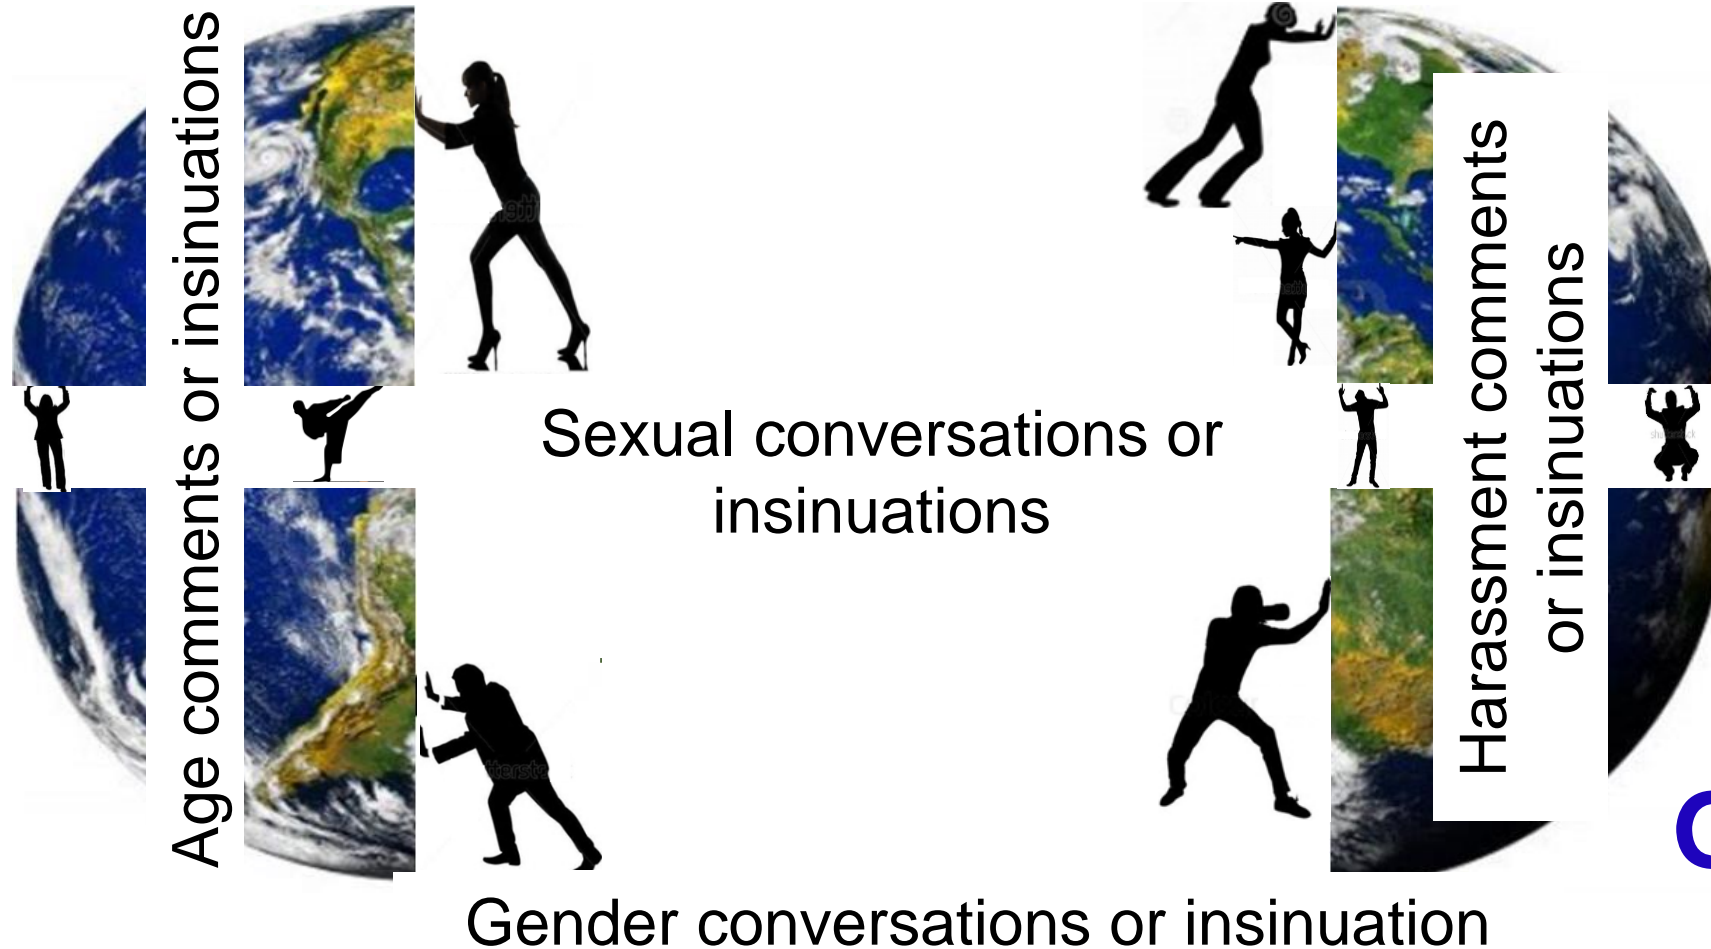 Age comments or insinuations
Sexual conversations or
insinuations
Harassment comments
or insinuations
Gender conversations or insinuation